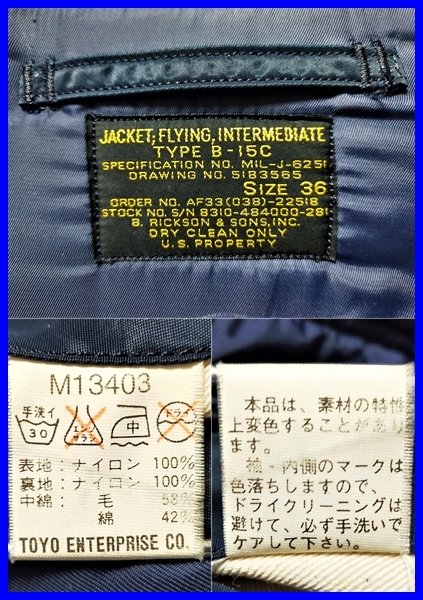 JACKET, FLYING, INTERMEDIATE
TYPE B-15C
SPECIFICATION NO. MIL-J-6251
DRAWING NO. 51B3565
SIZE 36
ORDER NO. AF33(038)-22518
STOCK NO. S/N 8310-484000-281
B. RICKSON & SONS, INC.
DRY CLEAN ONLY
U.S. PROPERTY
M13403
手洗イ
30
エンソ
サラシ
中
ドライ
表地:ナイロン 100%
裏地:ナイロン 100%
中綿: 毛 58%
綿 42%
TOYO ENTERPRISE CO.
本品は、素材の特性
上変色することがあり
ます。
袖・内側のマークは
色落ちしますので、
ドライクリーニングは
避けて、必ず手洗いで
ケアして下さい。